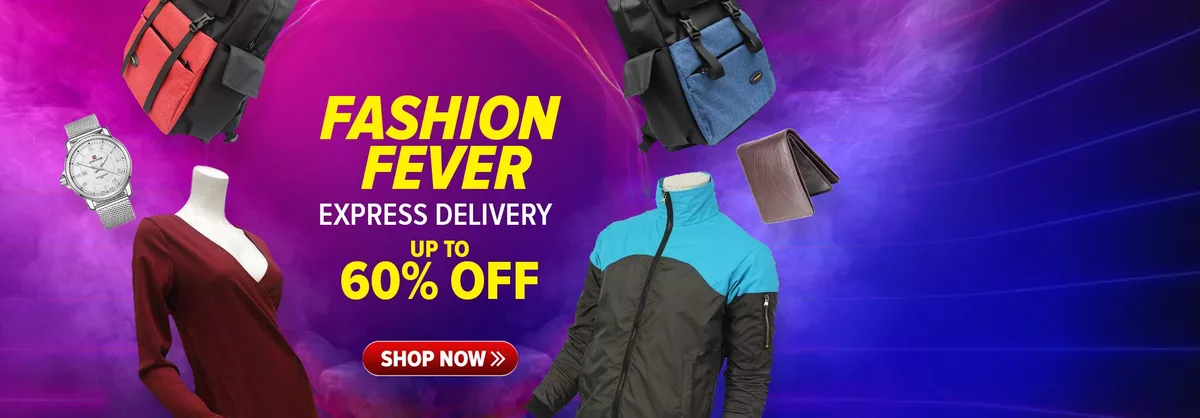 FASHION
FEVER
EXPRESS DELIVERY
UP TO
60% OFF
SHOP NOW »